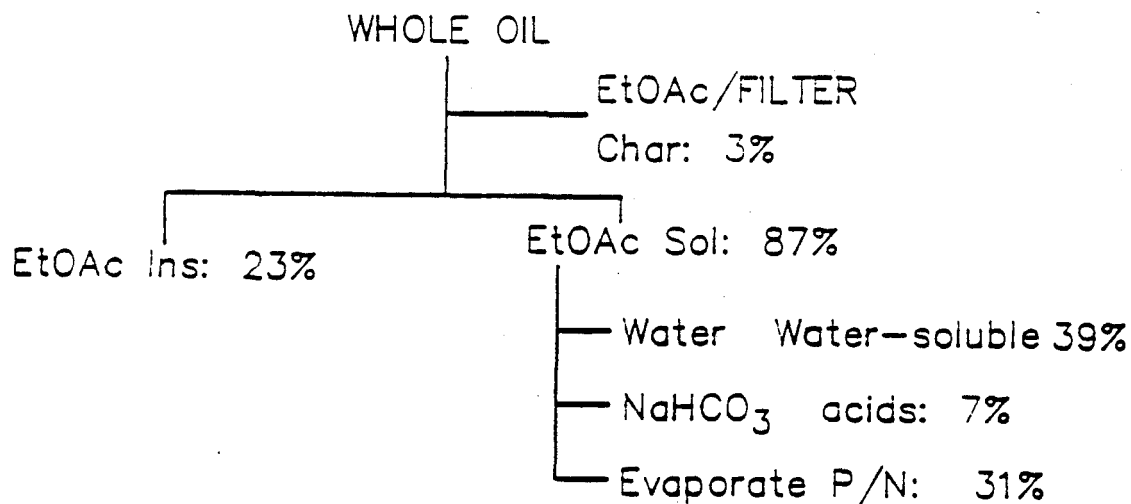 WHOLE OIL
EtOAc/FILTER
Char: 3%
EtOAc Ins: 23%
EtOAc Sol: 87%
Water Water-soluble 39%
NaHCO3 acids: 7%
Evaporate P/N: 31%